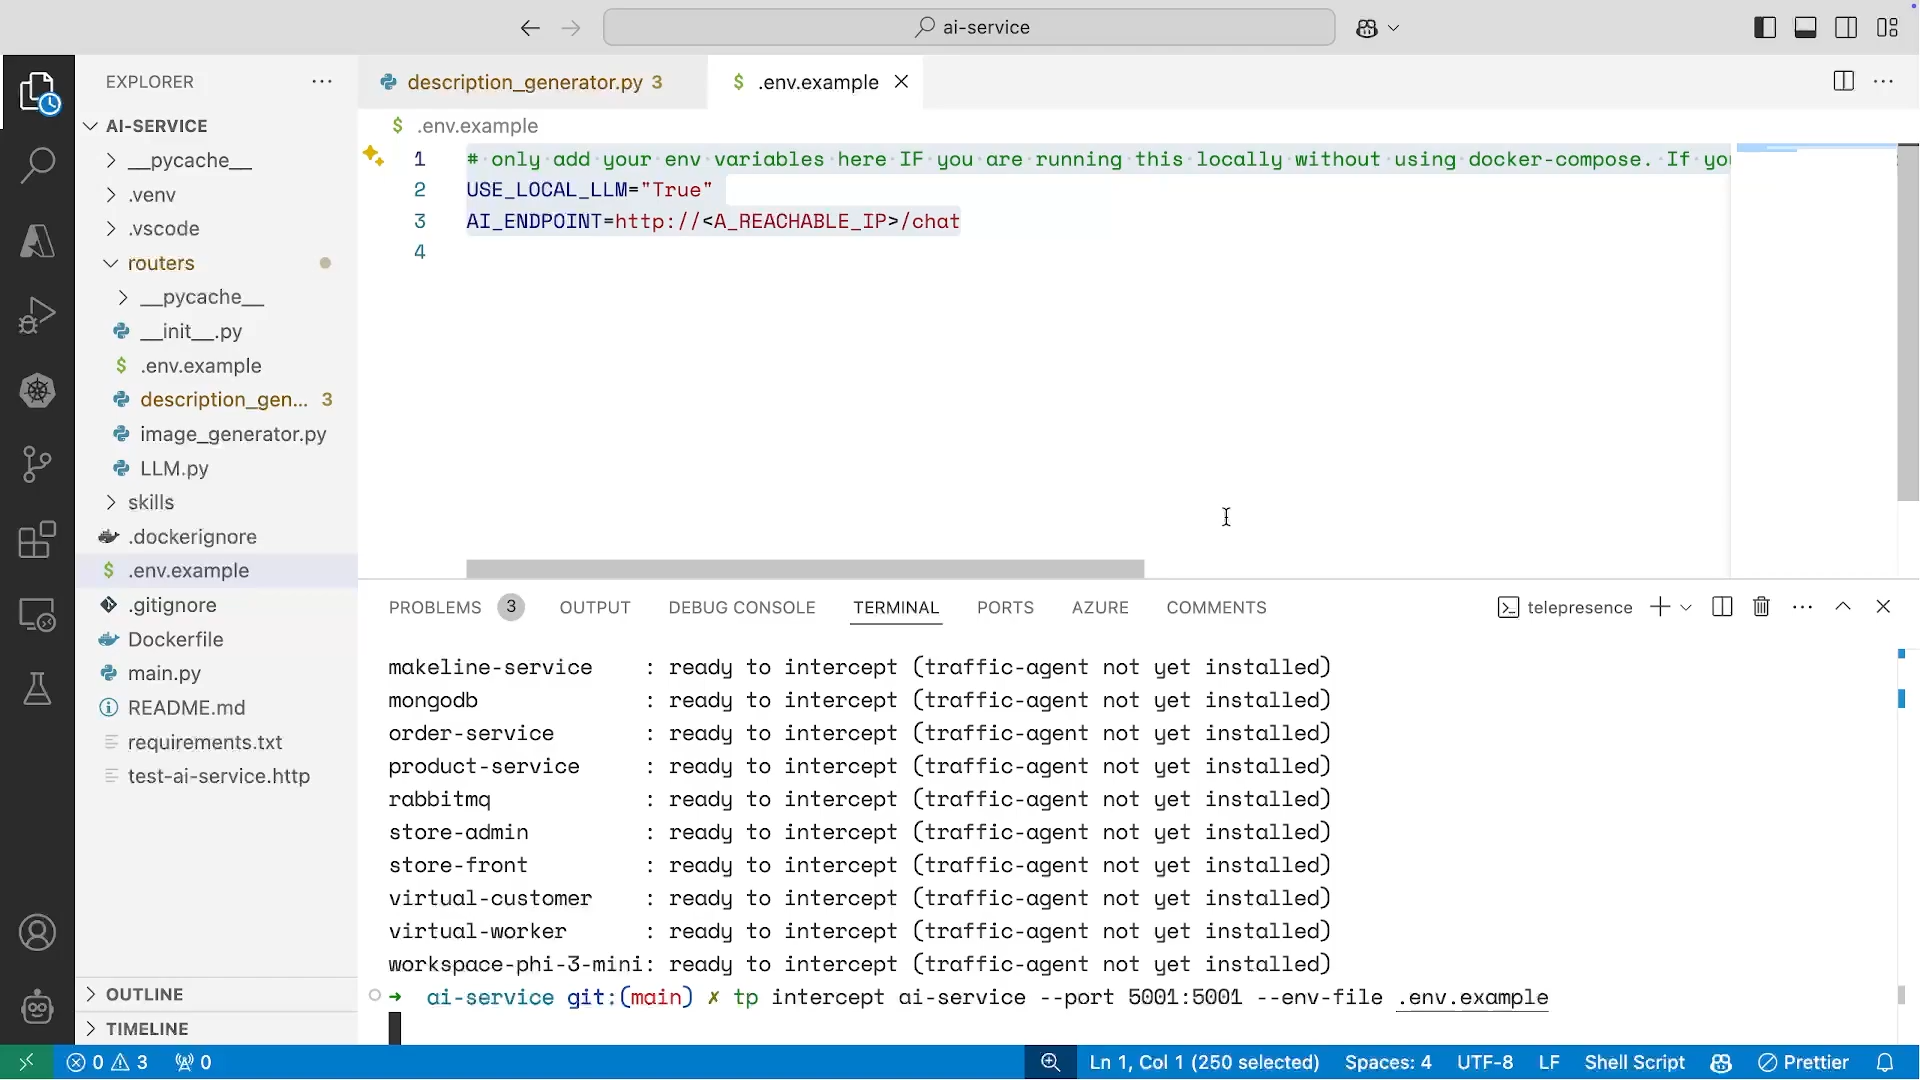 ai-service
EXPLORER
AI-SERVICE
__pycache__
.venv
.vscode
routers
__pycache__
__init__.py
.env.example
description_gen... 3
image_generator.py
LLM.py
skills
.dockerignore
.env.example
.gitignore
Dockerfile
main.py
README.md
requirements.txt
test-ai-service.http
OUTLINE
TIMELINE
description_generator.py 3
$ .env.example
$ .env.example
1 # only add your env variables here IF you are running this locally without using docker-compose. If you
2 USE_LOCAL_LLM="True"
3 AI_ENDPOINT=http://<A_REACHABLE_IP>/chat
4
PROBLEMS 3 OUTPUT DEBUG CONSOLE TERMINAL PORTS AZURE COMMENTS telepresence
makeline-service : ready to intercept (traffic-agent not yet installed)
mongodb : ready to intercept (traffic-agent not yet installed)
order-service : ready to intercept (traffic-agent not yet installed)
product-service : ready to intercept (traffic-agent not yet installed)
rabbitmq : ready to intercept (traffic-agent not yet installed)
store-admin : ready to intercept (traffic-agent not yet installed)
store-front : ready to intercept (traffic-agent not yet installed)
virtual-customer : ready to intercept (traffic-agent not yet installed)
virtual-worker : ready to intercept (traffic-agent not yet installed)
workspace-phi-3-mini: ready to intercept (traffic-agent not yet installed)
➜ ai-service git:(main) ✗ tp intercept ai-service --port 5001:5001 --env-file .env.example
0 3 0 Ln 1, Col 1 (250 selected) Spaces: 4 UTF-8 LF Shell Script Prettier